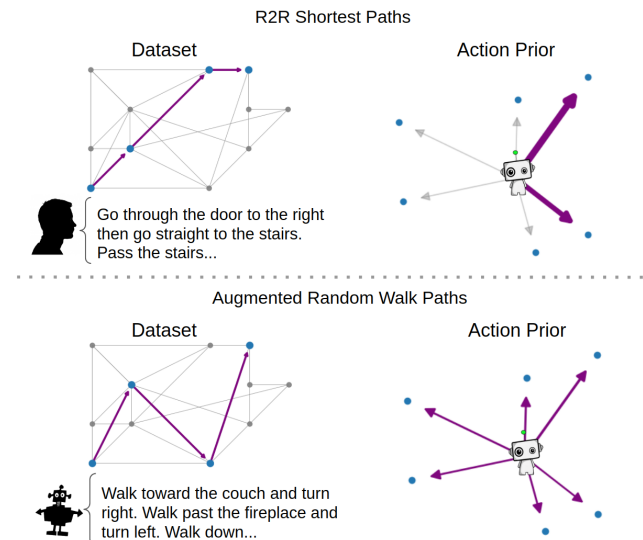 R2R Shortest Paths
Dataset
Action Prior
Go through the door to the right
then go straight to the stairs.
Pass the stairs...
Augmented Random Walk Paths
Dataset
Action Prior
Walk toward the couch and turn
right. Walk past the fireplace and
turn left. Walk down...